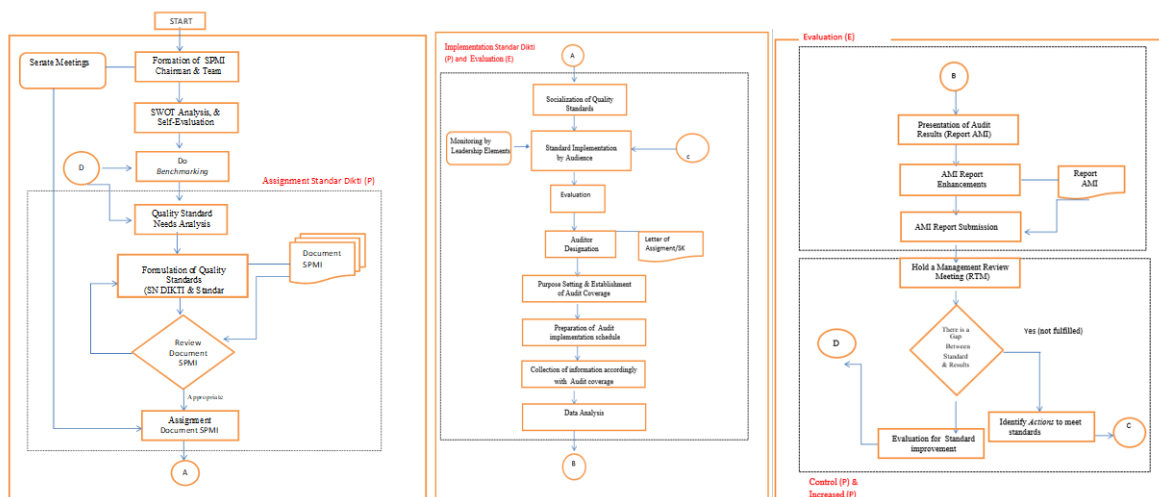 START
Senate Meetings
Formation of SPMI
Chairman & Team
SWOT Analysis, &
Self-Evaluation
D
Do
Benchmarking
Assignment Standar Dikti (P)
Quality Standard
Needs Analysis
Document
SPMI
Formulation of Quality
Standards
(SN DIKTI & Standar
Review
Document
SPMI
Appropriate
Assignment
Document SPMI
A
Implementation Standar Dikti
(P) and Evaluation (E)
A
Socialization of Quality
Standards
Monitoring by
Leadership Elements
Standard Implementation
by Audience
c
Evaluation
Auditor
Designation
Letter of
Assigment/SK
Purpose Setting & Establishment
of Audit Coverage
Preparation of Audit
implementation schedule
Collection of information accordingly
with Audit coverage
Data Analysis
B
Evaluation (E)
B
Presentation of Audit
Results (Report AMI)
AMI Report
Enhancements
Report
AMI
AMI Report Submission
Hold a Management Review
Meeting (RTM)
There is a
Gap
Between
Standard
& Results
Yes (not fulfilled)
D
Identify Actions to meet
standards
C
Evaluation for Standard
improvement
Control (P) &
Increased (P)